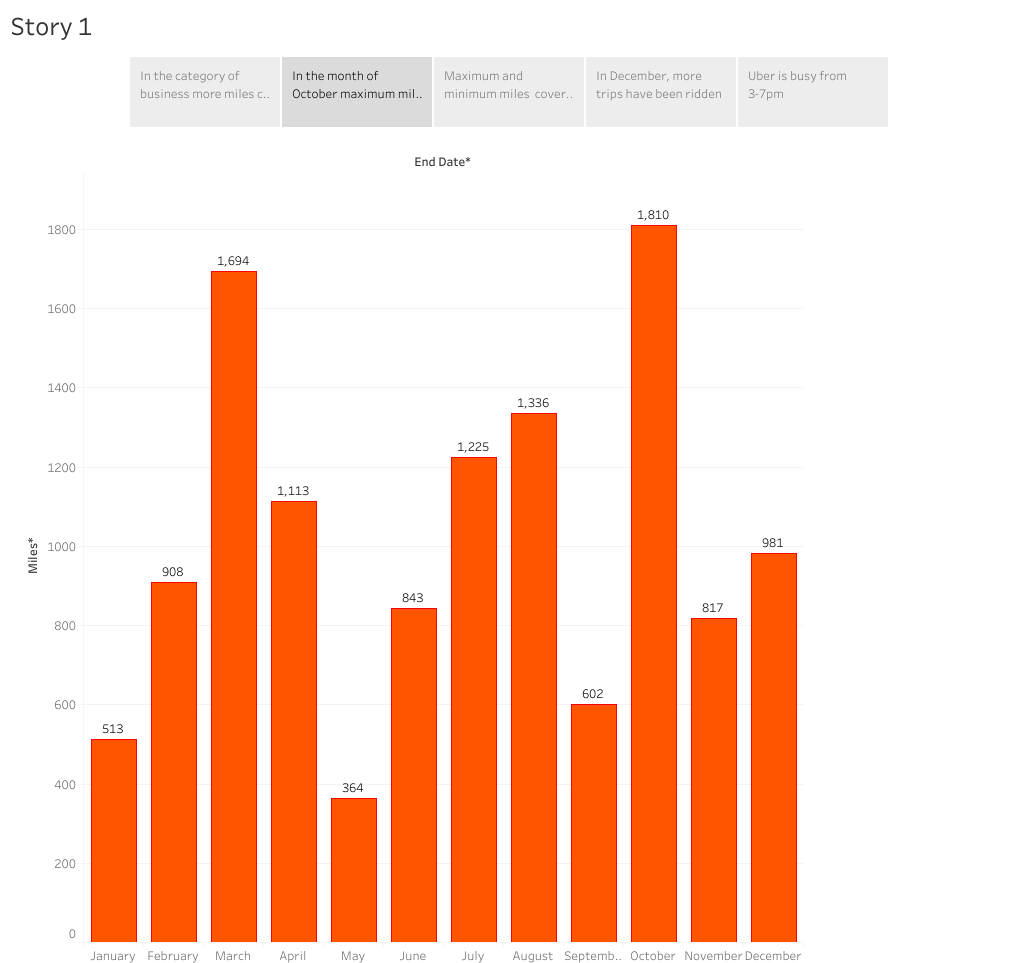 Story 1
In the category of
business more miles c..
In the month of
October maximum mil..
Maximum and
minimum miles cover..
In December, more
trips have been ridden
Uber is busy from
3-7pm
End Date*
1800
1600
1400
1200
1000
800
600
400
200
0
Miles*
513
908
1,694
1,113
364
843
1,225
1,336
602
1,810
817
981
January February March April May June July August Septemb.. October November December